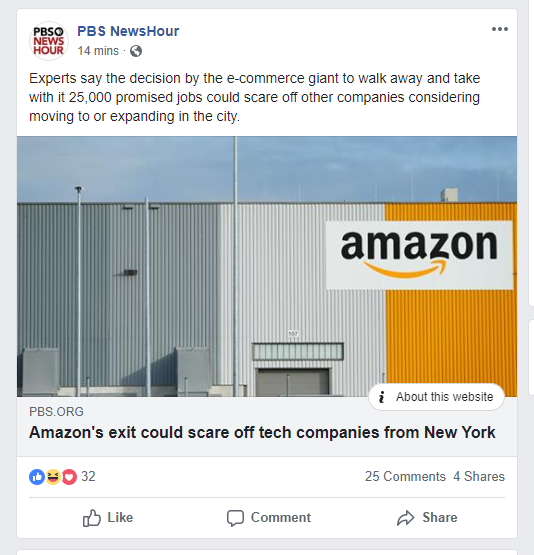 PBS
NEWS
HOUR
PBS NewsHour
14 mins ·
Experts say the decision by the e-commerce giant to walk away and take
with it 25,000 promised jobs could scare off other companies considering
moving to or expanding in the city.
amazon
107
i About this website
PBS.ORG
Amazon's exit could scare off tech companies from New York
32
25 Comments 4 Shares
Like
Comment
Share